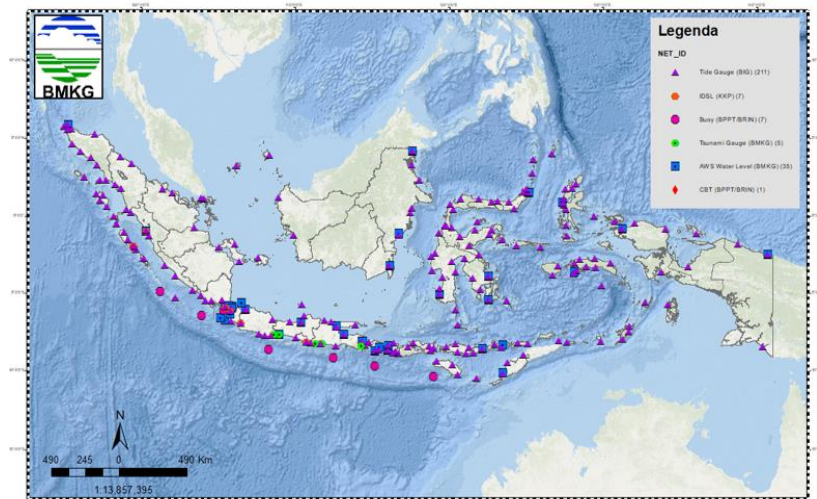 BMKG
Legenda
NET_ID
Tide Gauge (BIG) (211)
IDSL (KKP) (7)
Buoy (BPPT/BRIN) (7)
Tsunami Gauge (BMKG) (5)
AWS Water Level (BMKG) (35)
CBT (BPPT/BRIN) (1)
N
490 245 0 490 Km
1:13,857,395